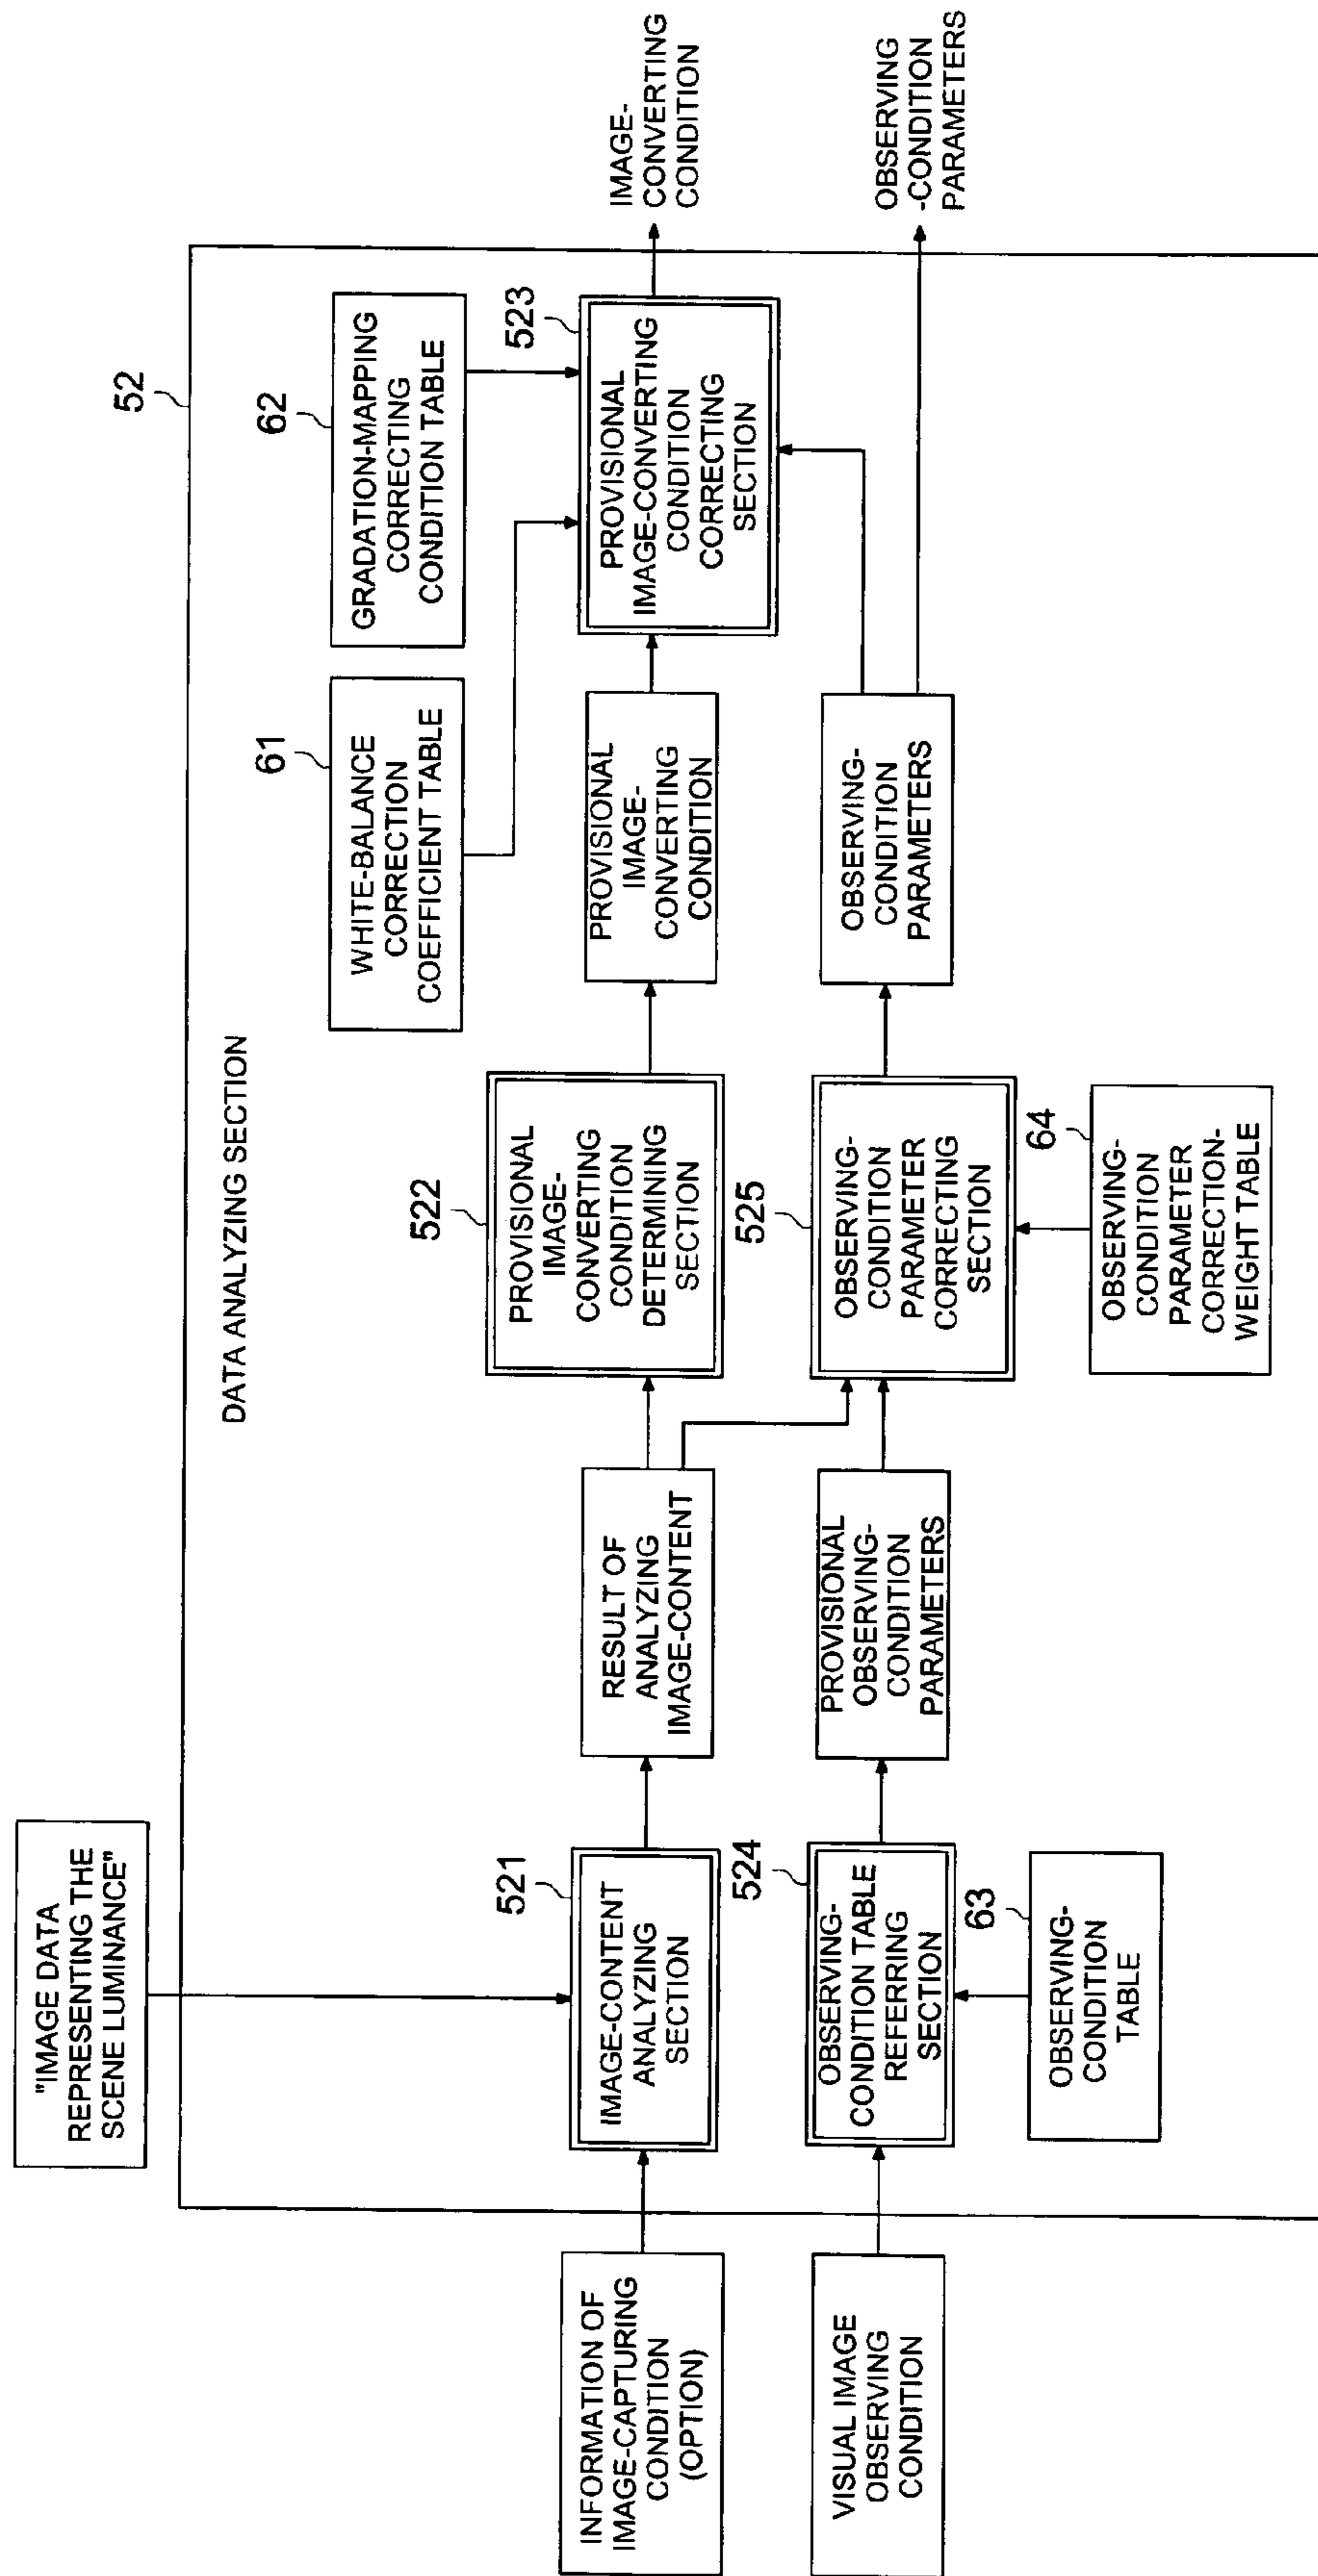 "IMAGE DATA
REPRESENTING THE
SCENE LUMINANCE"
52
DATA ANALYZING SECTION
INFORMATION OF
IMAGE-CAPTURING
CONDITION
(OPTION)
521
IMAGE-CONTENT
ANALYZING
SECTION
RESULT OF
ANALYZING
IMAGE-CONTENT
522
PROVISIONAL
IMAGE-
CONVERTING
CONDITION
DETERMINING
SECTION
PROVISIONAL
IMAGE-
CONVERTING
CONDITION
61
WHITE-BALANCE
CORRECTION
COEFFICIENT TABLE
62
GRADATION-MAPPING
CORRECTING
CONDITION TABLE
523
PROVISIONAL
IMAGE-CONVERTING
CONDITION
CORRECTING
SECTION
IMAGE-
CONVERTING
CONDITION
VISUAL IMAGE
OBSERVING
CONDITION
524
OBSERVING-
CONDITION TABLE
REFERRING
SECTION
63
OBSERVING-
CONDITION
TABLE
PROVISIONAL
OBSERVING-
CONDITION
PARAMETERS
525
OBSERVING-
CONDITION
PARAMETER
CORRECTING
SECTION
64
OBSERVING-
CONDITION
PARAMETER
CORRECTION-
WEIGHT TABLE
OBSERVING-
CONDITION
PARAMETERS
OBSERVING
-CONDITION
PARAMETERS